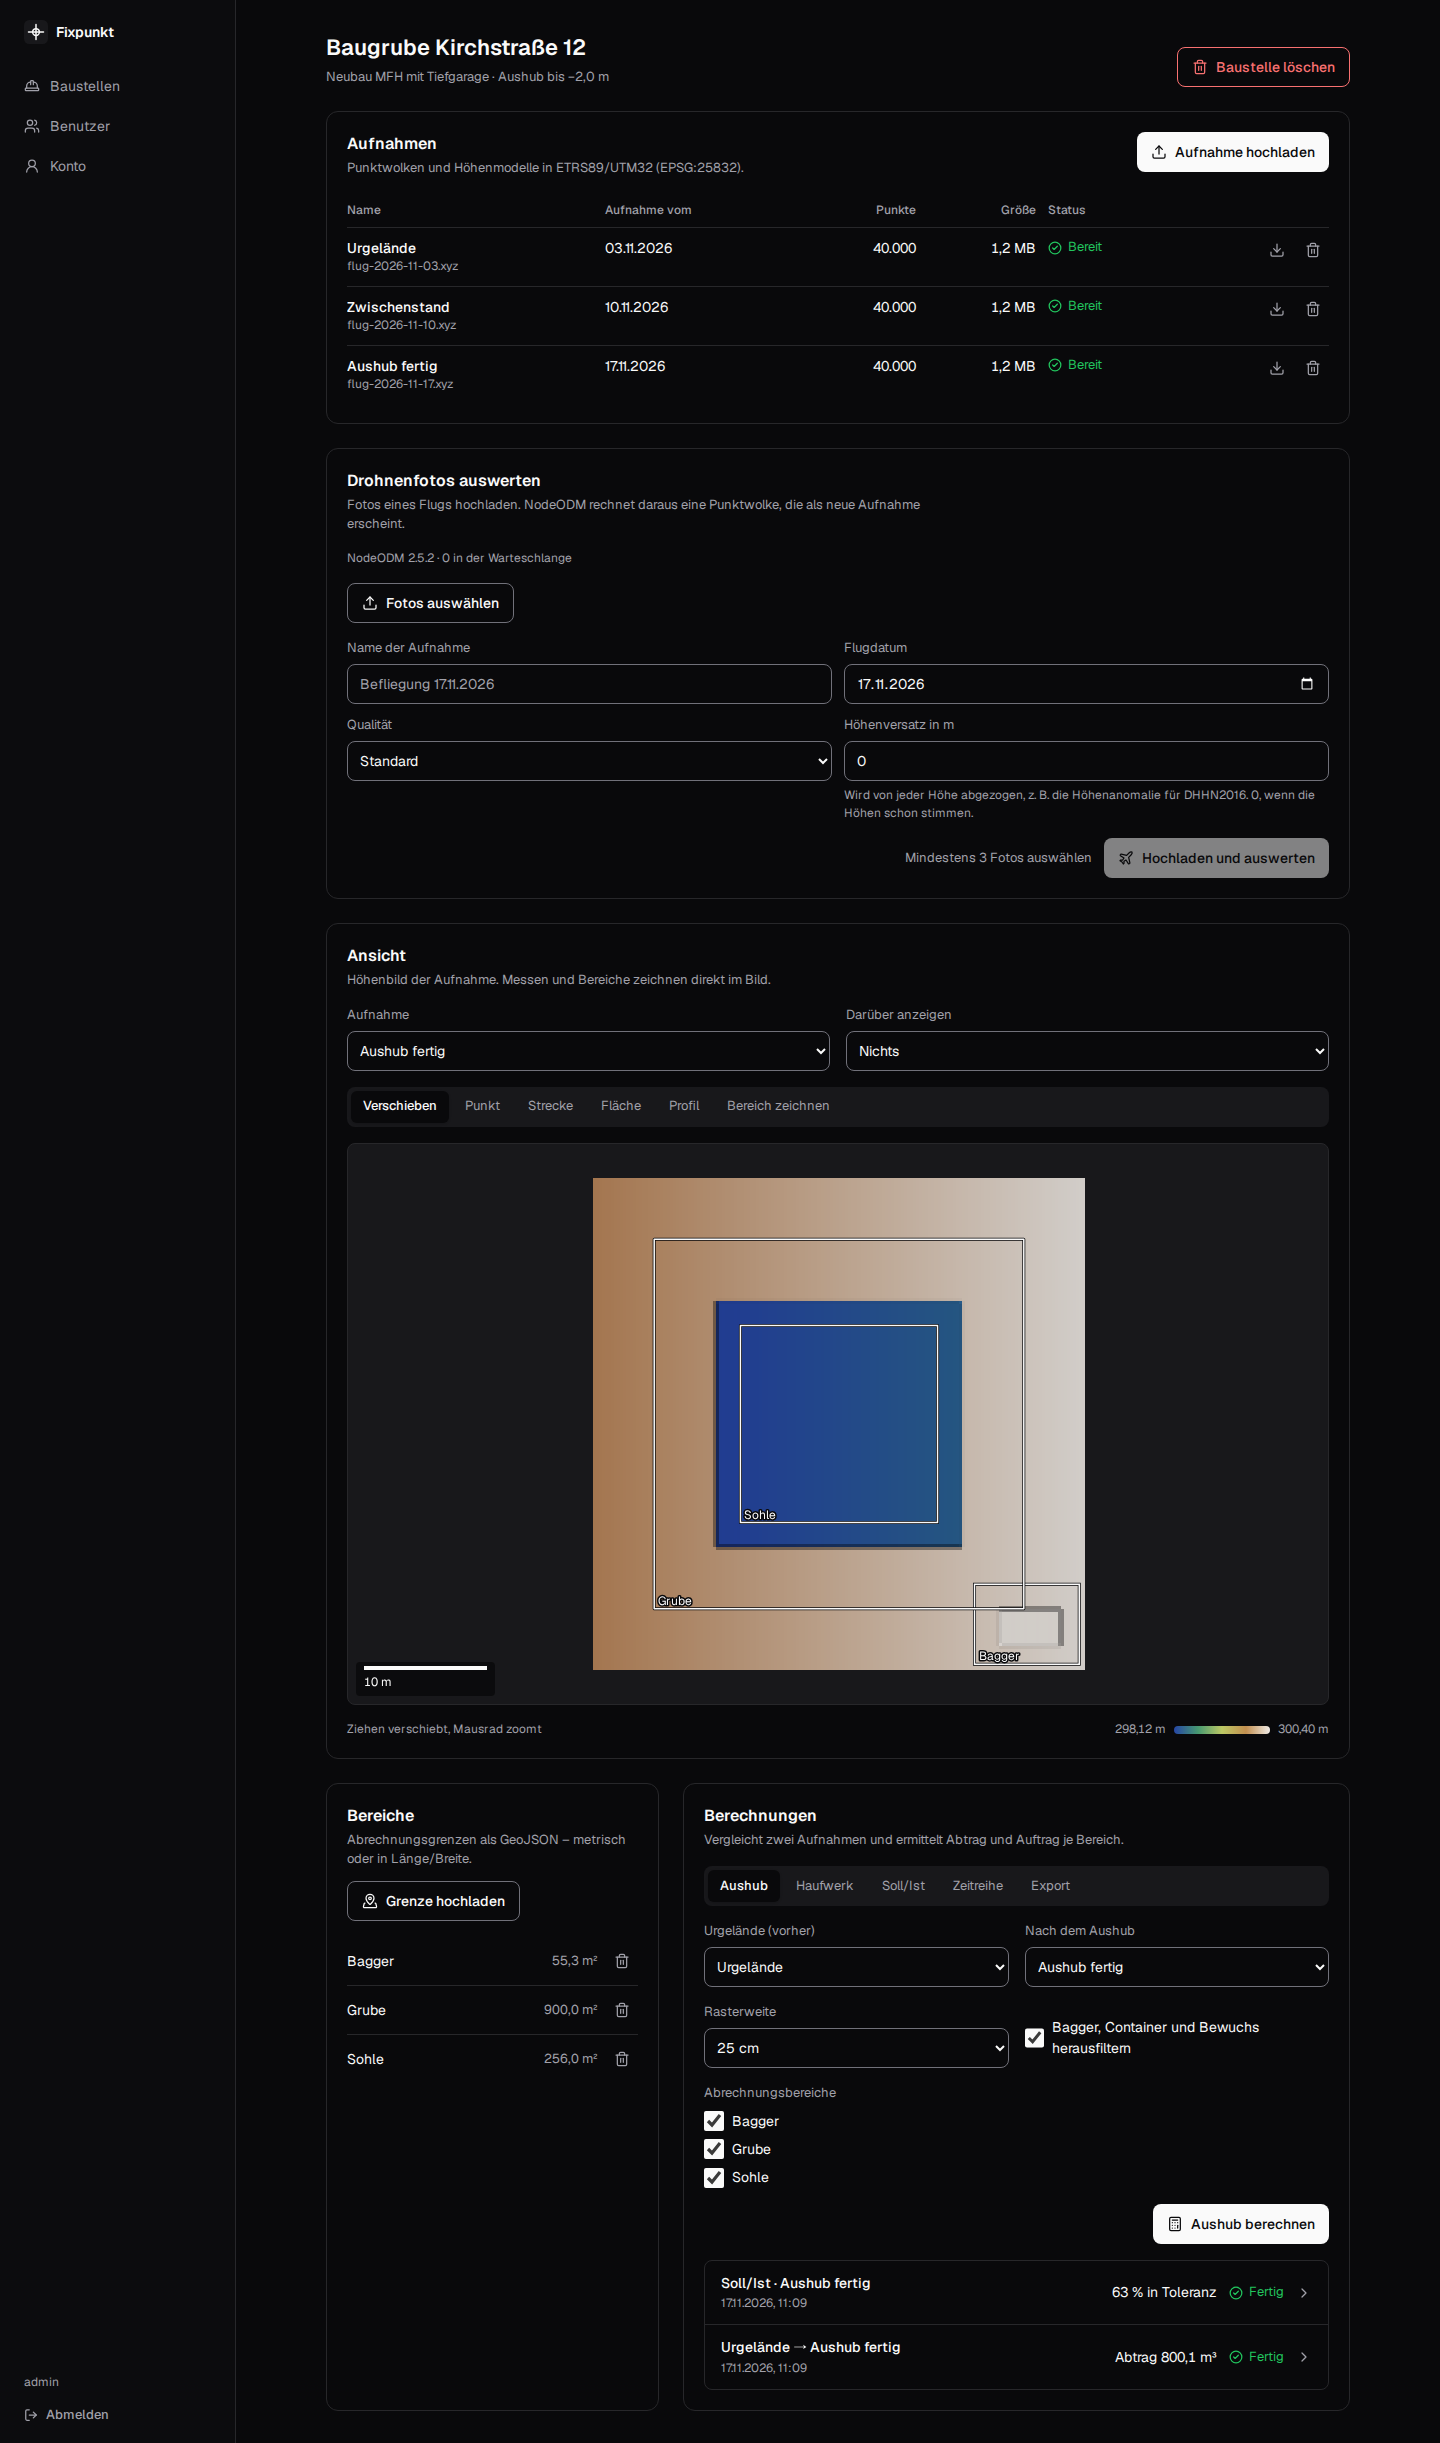 Fixpunkt
Baustellen
Benutzer
Konto
Baugrube Kirchstraße 12
Neubau MFH mit Tiefgarage · Aushub bis −2,0 m
Baustelle löschen
Aufnahmen
Punktwolken und Höhenmodelle in ETRS89/UTM32 (EPSG:25832).
Aufnahme hochladen
Name Aufnahme vom Punkte Größe Status
Urgelände 03.11.2026 40.000 1,2 MB Bereit
flug-2026-11-03.xyz
Zwischenstand 10.11.2026 40.000 1,2 MB Bereit
flug-2026-11-10.xyz
Aushub fertig 17.11.2026 40.000 1,2 MB Bereit
flug-2026-11-17.xyz
Drohnenfotos auswerten
Fotos eines Flugs hochladen. NodeODM rechnet daraus eine Punktwolke, die als neue Aufnahme
erscheint.
NodeODM 2.5.2 · 0 in der Warteschlange
Fotos auswählen
Name der Aufnahme Flugdatum
Befliegung 17.11.2026 17.11.2026
Qualität Höhenversatz in m
Standard 0
Wird von jeder Höhe abgezogen, z. B. die Höhenanomalie für DHHN2016. 0, wenn die
Höhen schon stimmen.
Mindestens 3 Fotos auswählen Hochladen und auswerten
Ansicht
Höhenbild der Aufnahme. Messen und Bereiche zeichnen direkt im Bild.
Aufnahme Darüber anzeigen
Aushub fertig Nichts
Verschieben Punkt Strecke Fläche Profil Bereich zeichnen
Sohle
Grube
Bagger
10 m
Ziehen verschiebt, Mausrad zoomt 298,12 m 300,40 m
Bereiche
Abrechnungsgrenzen als GeoJSON – metrisch
oder in Länge/Breite.
Grenze hochladen
Bagger 55,3 m²
Grube 900,0 m²
Sohle 256,0 m²
Berechnungen
Vergleicht zwei Aufnahmen und ermittelt Abtrag und Auftrag je Bereich.
Aushub Haufwerk Soll/Ist Zeitreihe Export
Urgelände (vorher) Nach dem Aushub
Urgelände Aushub fertig
Rasterweite
25 cm
Bagger, Container und Bewuchs
herausfiltern
Abrechnungsbereiche
Bagger
Grube
Sohle
Aushub berechnen
Soll/Ist · Aushub fertig 63 % in Toleranz Fertig
17.11.2026, 11:09
Urgelände → Aushub fertig Abtrag 800,1 m³ Fertig
17.11.2026, 11:09
admin
Abmelden